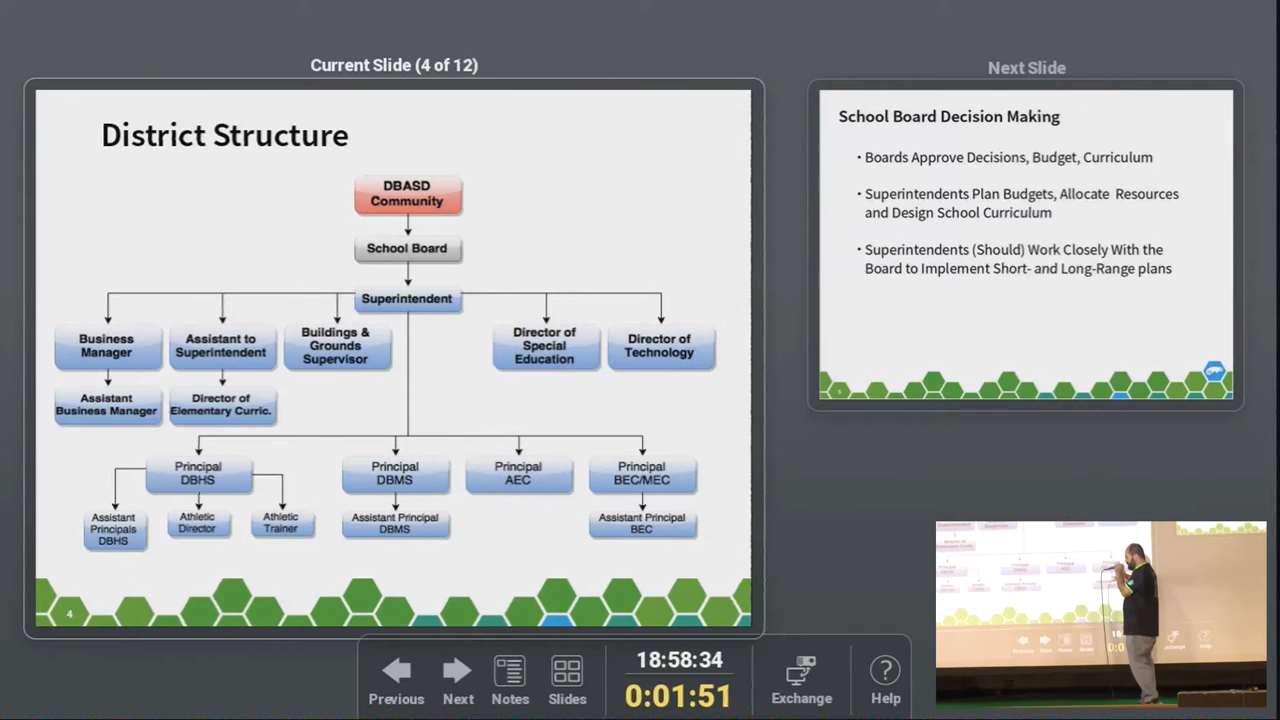 Current Slide (4 of 12)
District Structure
DBASD
Community
School Board
Superintendent
Business
Manager
Assistant to
Superintendent
Buildings &
Grounds
Supervisor
Director of
Special
Education
Director of
Technology
Assistant
Business Manager
Director of
Elementary Curric.
Principal
DBHS
Principal
DBMS
Principal
AEC
Principal
BEC/MEC
Assistant
Principals
DBHS
Athletic
Director
Athletic
Trainer
Assistant Principal
DBMS
Assistant Principal
BEC
4
Next Slide
School Board Decision Making
• Boards Approve Decisions, Budget, Curriculum
• Superintendents Plan Budgets, Allocate Resources
and Design School Curriculum
• Superintendents (Should) Work Closely With the
Board to Implement Short- and Long-Range plans
5
Previous
Next
Notes
Slides
18:58:34
0:01:51
Exchange
Help